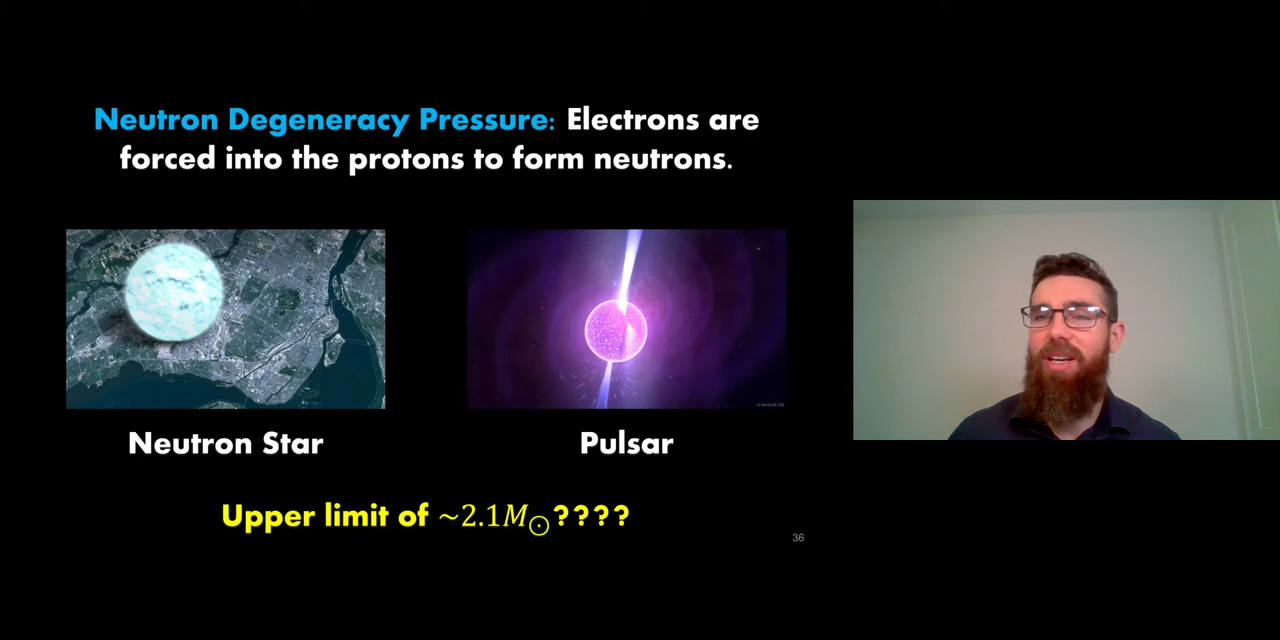 Neutron Degeneracy Pressure: Electrons are
forced into the protons to form neutrons.
Neutron Star
Pulsar
Upper limit of ~2.1M☉????
36